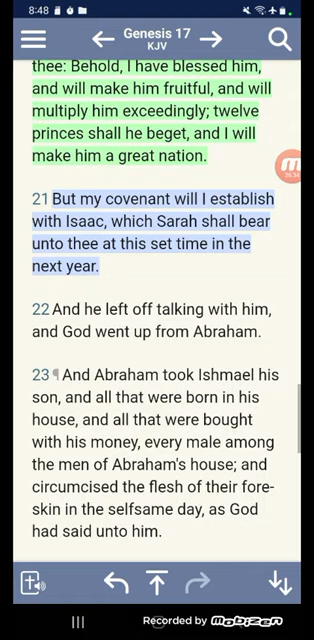 8:48
Genesis 17
KJV
thee: Behold, I have blessed him,
and will make him fruitful, and will
multiply him exceedingly; twelve
princes shall he beget, and I will
make him a great nation.
21 But my covenant will I establish
with Isaac, which Sarah shall bear
unto thee at this set time in the
next year.
22 And he left off talking with him,
and God went up from Abraham.
23 ¶ And Abraham took Ishmael his
son, and all that were born in his
house, and all that were bought
with his money, every male among
the men of Abraham's house; and
circumcised the flesh of their fore-
skin in the selfsame day, as God
had said unto him.
Recorded by mobizen